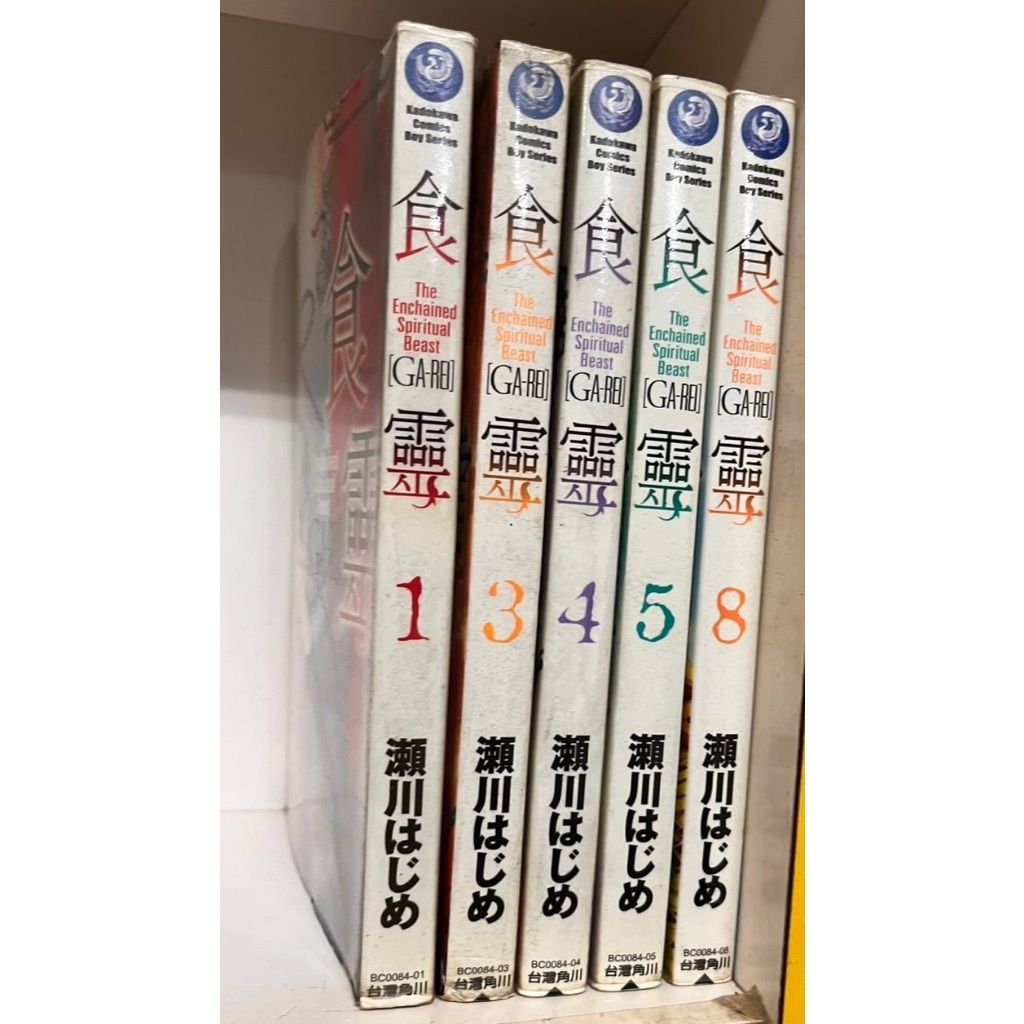 Kadokawa
Comics
Boy Series
食
The
Enchained
Spiritual
Beast
[GA-REI]
靈
1
瀬川はじめ
BC0084-01
台灣角川
Kadokawa
Comics
Boy Series
食
The
Enchained
Spiritual
Beast
[GA-REI]
靈
3
瀬川はじめ
BC0084-03
台灣角川
Kadokawa
Comics
Boy Series
食
The
Enchained
Spiritual
Beast
[GA-REI]
靈
4
瀬川はじめ
BC0084-04
台灣角川
Kadokawa
Comics
Boy Series
食
The
Enchained
Spiritual
Beast
[GA-REI]
靈
5
瀬川はじめ
BC0084-05
台灣角川
Kadokawa
Comics
Boy Series
食
The
Enchained
Spiritual
Beast
[GA-REI]
靈
8
瀬川はじめ
BC0084-08
台灣角川
食
靈